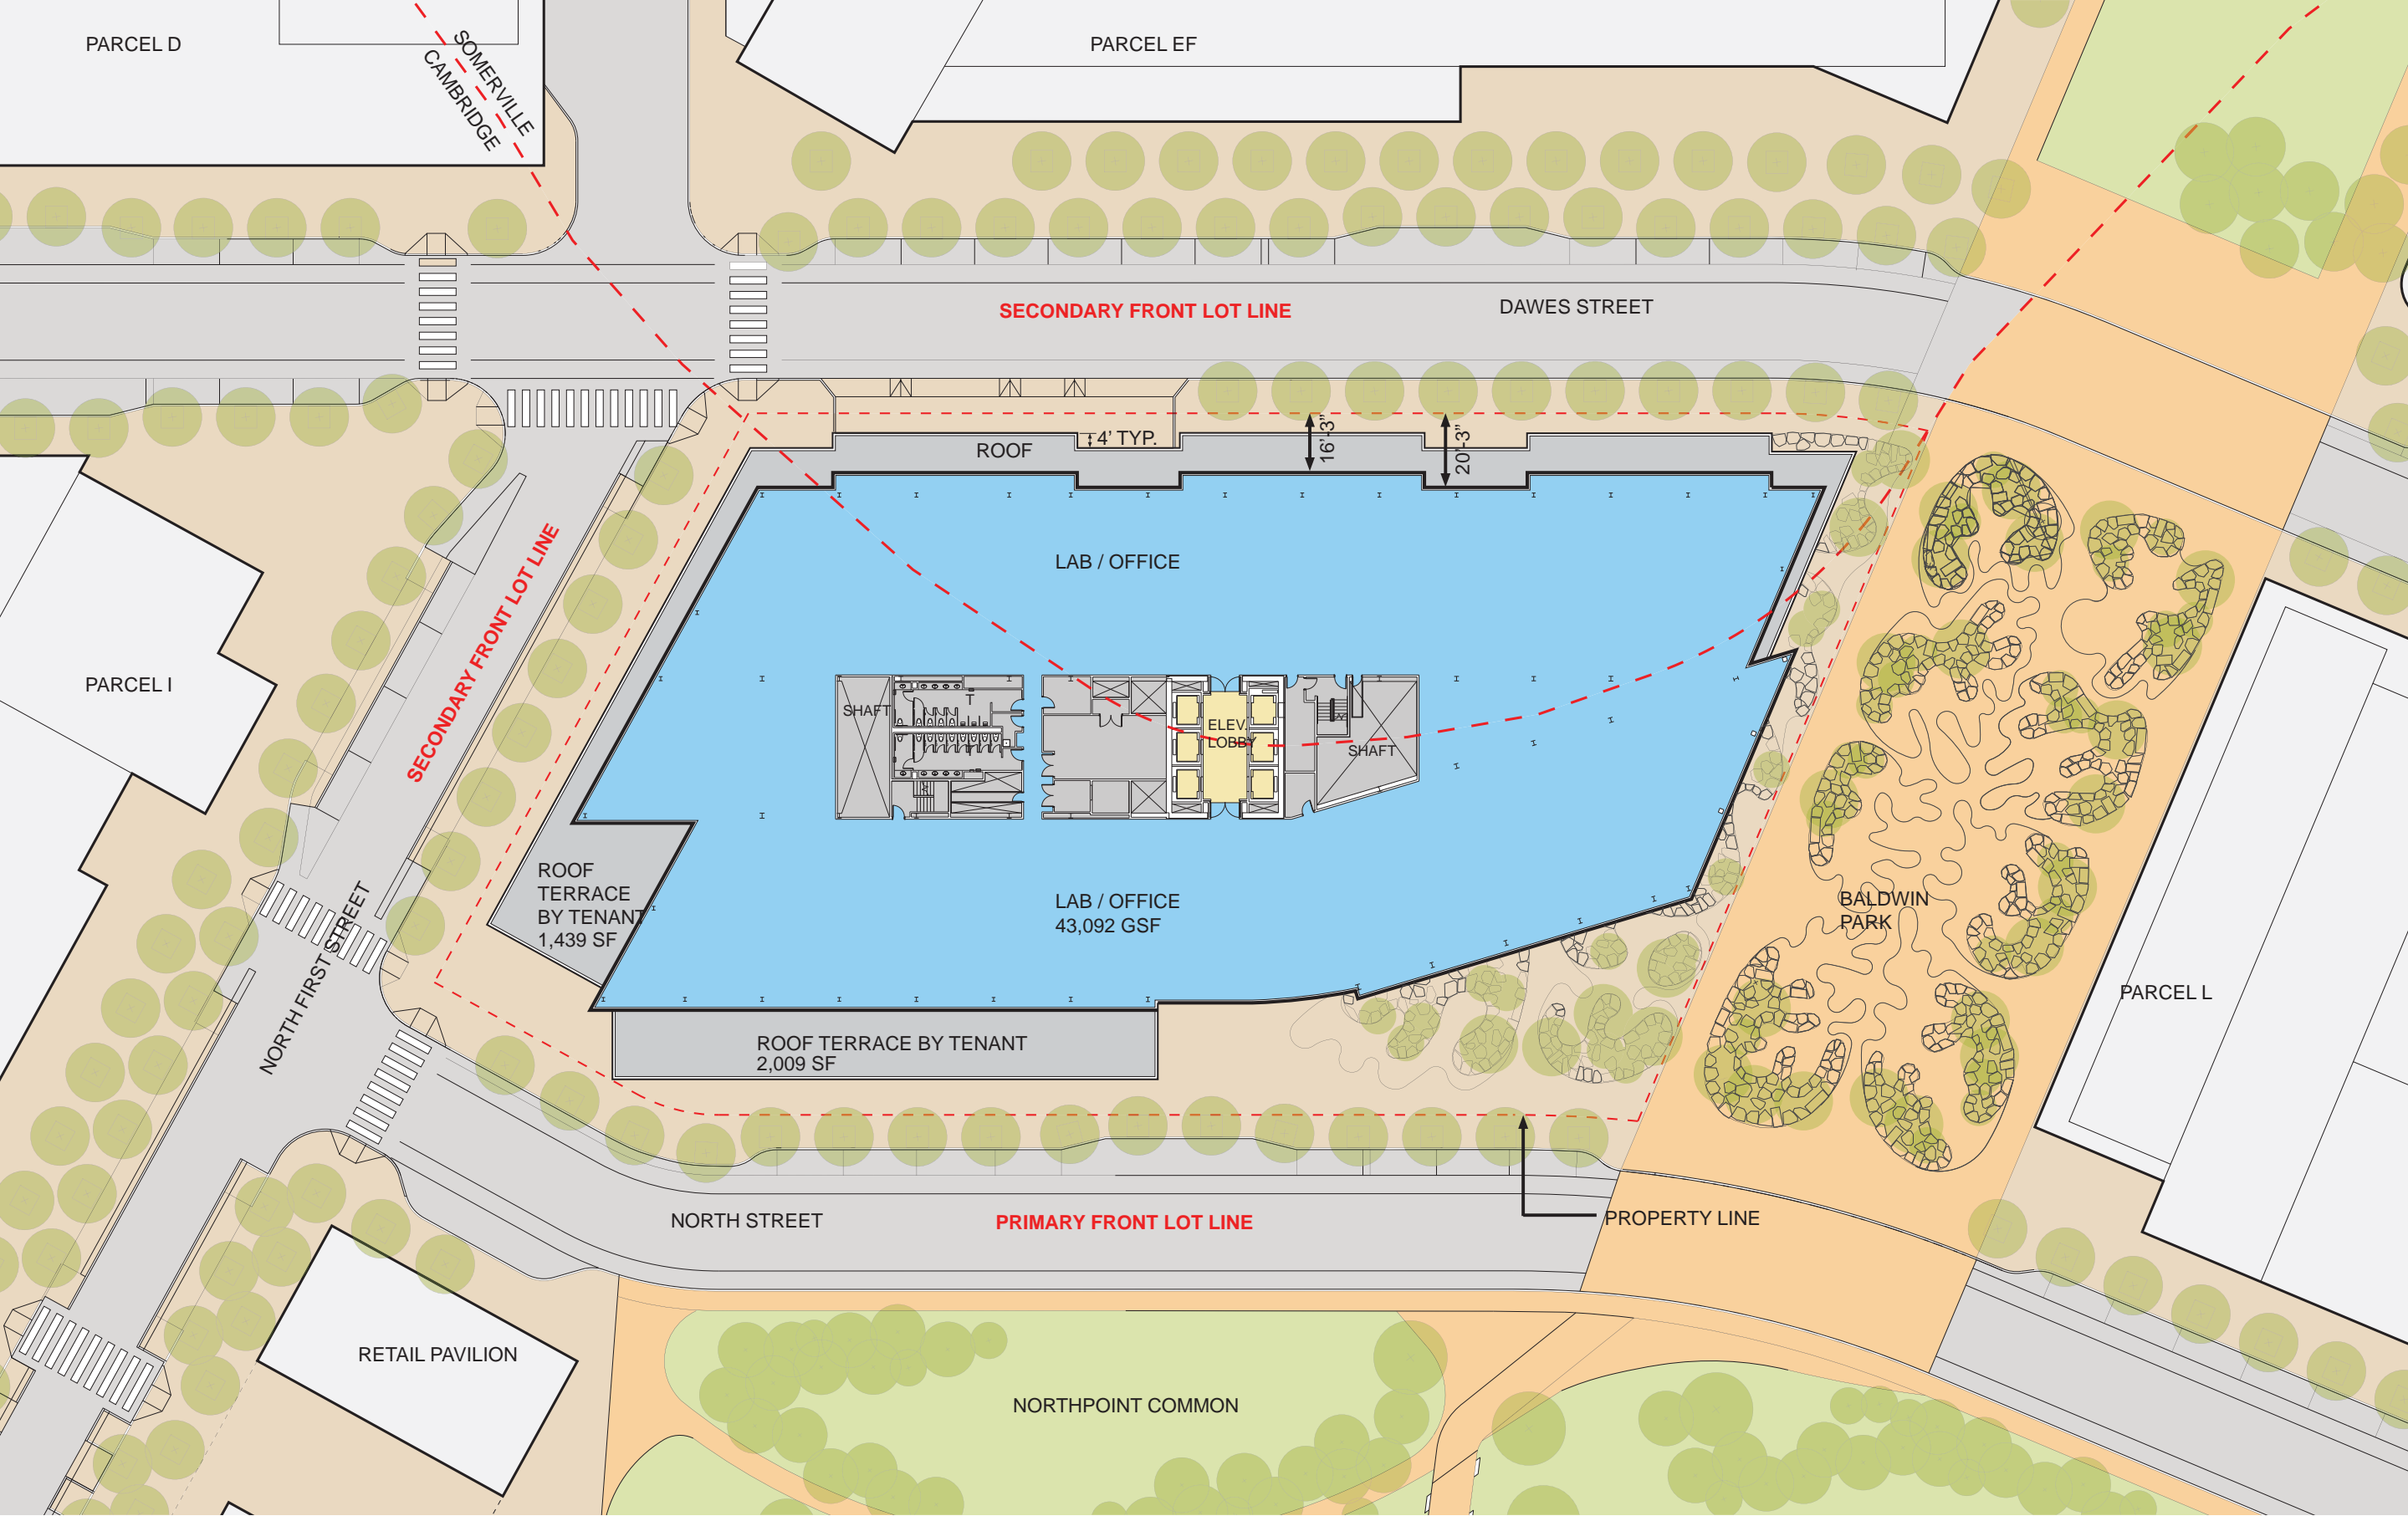 PARCEL D
SOMERVILLE
CAMBRIDGE
PARCEL EF
SECONDARY FRONT LOT LINE
DAWES STREET
4' TYP.
ROOF
16'-3"
20'-3"
LAB / OFFICE
SECONDARY FRONT LOT LINE
PARCEL I
SHAFT
ELEV.
LOBBY
SHAFT
ROOF
TERRACE
BY TENANT
1,439 SF
LAB / OFFICE
43,092 GSF
BALDWIN
PARK
NORTH FIRST STREET
PARCEL L
ROOF TERRACE BY TENANT
2,009 SF
NORTH STREET
PRIMARY FRONT LOT LINE
PROPERTY LINE
RETAIL PAVILION
NORTHPOINT COMMON